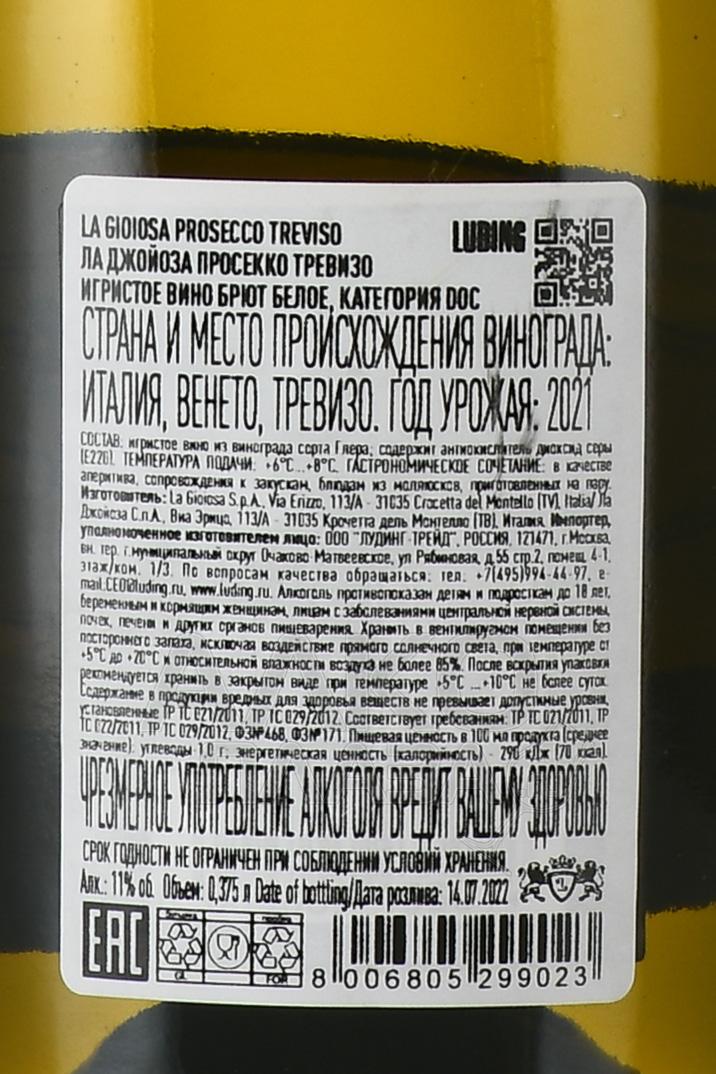 LA GIOIOSA PROSECCO TREVISO
LUDING
ЛА ДЖОЙОЗА ПРОСЕККО ТРЕВИЗО
ИГРИСТОЕ ВИНО БРЮТ БЕЛОЕ, КАТЕГОРИЯ DOC
СТРАНА И МЕСТО ПРОИСХОЖДЕНИЯ ВИНОГРАДА:
ИТАЛИЯ, ВЕНЕТО, ТРЕВИЗО. ГОД УРОЖАЯ: 2021
СОСТАВ: игристое вино из винограда сорта Глера, содержит антиокислитель диоксид серы
(Е220). ТЕМПЕРАТУРА ПОДАЧИ: +6°С...+8°С. ГАСТРОНОМИЧЕСКОЕ СОЧЕТАНИЕ: в качестве
аперитива, сопровождения к закускам, блюдам из моллюсков, приготовленных на пару.
Изготовитель: La Gioiosa S.p.A., Via Erizzo, 113/A - 31035 Crocetta del Montello (TV), Italia/ Ла
Джойоза С.п.А., Виа Эрицо, 113/А - 31035 Крочетта дель Монтелло (ТВ), Италия. Импортер,
уполномоченное изготовителем лицо: ООО "ЛУДИНГ-ТРЕЙД", РОССИЯ, 121471, г.Москва,
вн. тер. г.муниципальный округ Очаково-Матвеевское, ул Рябиновая, д.55 стр.2, помещ. 4-1,
этаж/ком. 1/3. По вопросам качества обращаться: тел.: +7(495)994-44-97, e-
mail:CEO@luding.ru, www.luding.ru. Алкоголь противопоказан детям и подросткам до 18 лет,
беременным и кормящим женщинам, лицам с заболеваниями центральной нервной системы,
почек, печени и других органов пищеварения. Хранить в вентилируемом помещении без
постороннего запаха, исключая воздействие прямого солнечного света, при температуре от
+5°С до +20°С и относительной влажности воздуха не более 85%. После вскрытия упаковки
рекомендуется хранить в закрытом виде при температуре +5°С ...+10°С не более суток.
Содержание в продукции вредных для здоровья веществ не превышает допустимые уровни,
установленные ТР ТС 021/2011, ТР ТС 029/2012. Соответствует требованиям: ТР ТС 021/2011, ТР
ТС 022/2011, ТР ТС 029/2012, ФЗ№468, ФЗ№171. Пищевая ценность в 100 мл продукта (среднее
значение): углеводы-1,0 г; энергетическая ценность (калорийность) - 290 кДж (70 ккал).
ЧРЕЗМЕРНОЕ УПОТРЕБЛЕНИЕ АЛКОГОЛЯ ВРЕДИТ ВАШЕМУ ЗДОРОВЬЮ
СРОК ГОДНОСТИ НЕ ОГРАНИЧЕН ПРИ СОБЛЮДЕНИИ УСЛОВИЙ ХРАНЕНИЯ.
Алк.: 11% об. Объем: 0,375 л Date of bottling/Дата розлива: 14.07.2022
EAC
бутылка
пробка
GL
FOR
8 006805 299023